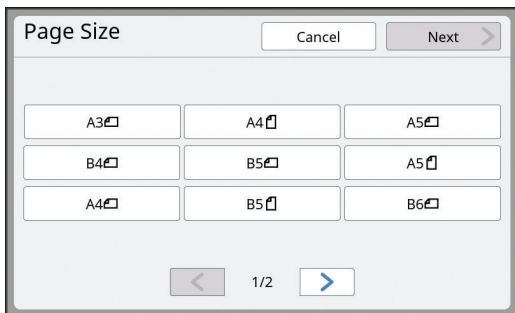 Page Size Cancel Next
A3 A4 A5
B4 B5 A5
A4 B5 B6
1/2